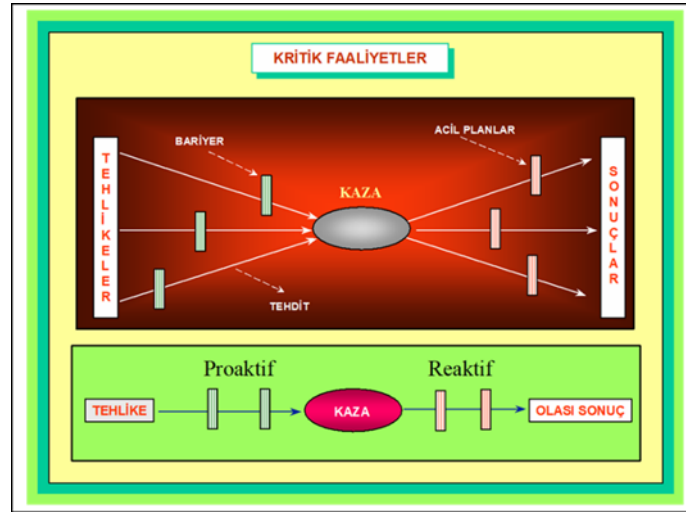 KRİTİK FAALİYETLER
TEHLİKELER
BARİYER
KAZA
ACİL PLANLAR
TEHDİT
SONUÇLAR
Proaktif
Reaktif
TEHLİKE
KAZA
OLASI SONUÇ